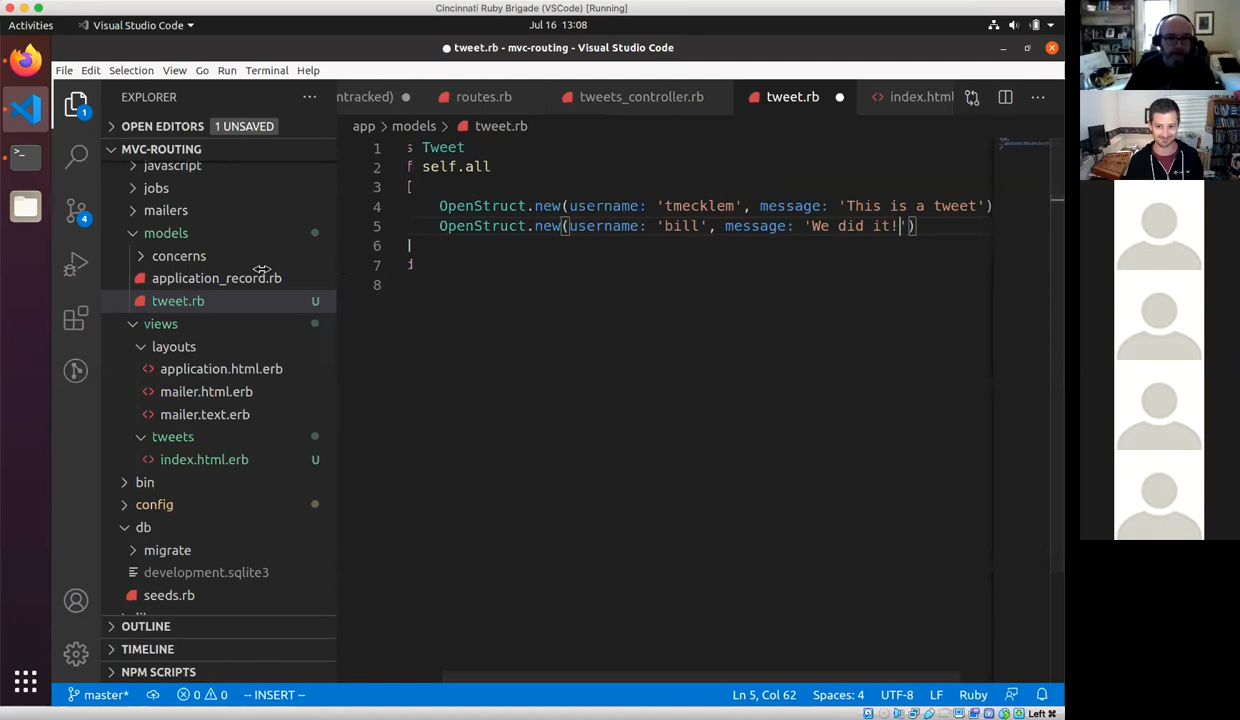 Cincinnati Ruby Brigade (VSCode) [Running]
Activities
Visual Studio Code
Jul 16 13:08
tweet.rb - mvc-routing - Visual Studio Code
File Edit Selection View Go Run Terminal Help
EXPLORER
ntracked)
routes.rb
tweets_controller.rb
tweet.rb
index.html
OPEN EDITORS 1 UNSAVED
MVC-ROUTING
javascript
jobs
mailers
models
concerns
application_record.rb
tweet.rb U
views
layouts
application.html.erb
mailer.html.erb
mailer.text.erb
tweets
index.html.erb U
bin
config
db
migrate
development.sqlite3
seeds.rb
OUTLINE
TIMELINE
NPM SCRIPTS
1
4
app > models > tweet.rb
1 s Tweet
2 f self.all
3 [
4 OpenStruct.new(username: 'tmecklem', message: 'This is a tweet')
5 OpenStruct.new(username: 'bill', message: 'We did it!')
6 ]
7 d
8
master*
0 0
-- INSERT --
Ln 5, Col 62
Spaces: 4
UTF-8
LF
Ruby
Left ⌘